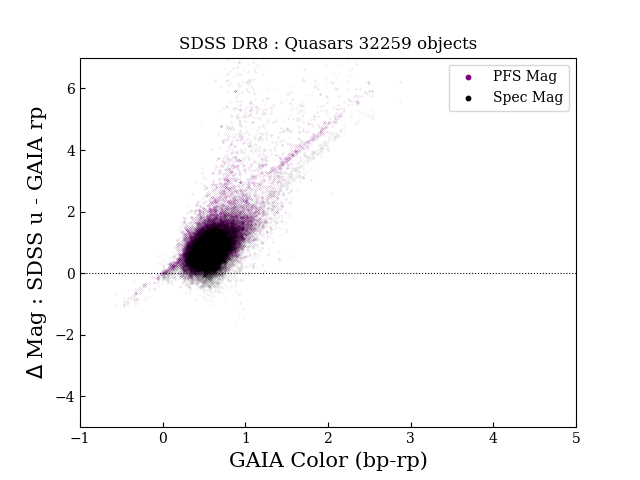 SDSS DR8 : Quasars 32259 objects
PFS Mag
Spec Mag
Δ Mag : SDSS u - GAIA rp
6
4
2
0
−2
−4
−1 0 1 2 3 4 5
GAIA Color (bp-rp)